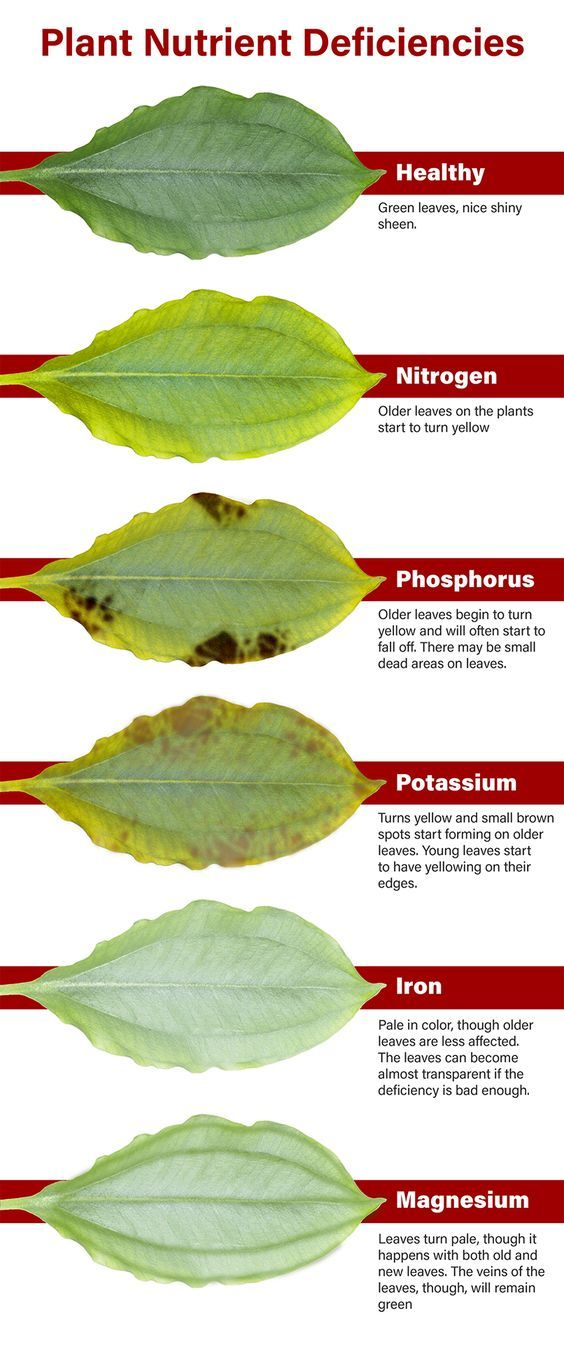 Plant Nutrient Deficiencies
Healthy
Green leaves, nice shiny
sheen.
Nitrogen
Older leaves on the plants
start to turn yellow
Phosphorus
Older leaves begin to turn
yellow and will often start to
fall off. There may be small
dead areas on leaves.
Potassium
Turns yellow and small brown
spots start forming on older
leaves. Young leaves start
to have yellowing on their
edges.
Iron
Pale in color, though older
leaves are less affected.
The leaves can become
almost transparent if the
deficiency is bad enough.
Magnesium
Leaves turn pale, though it
happens with both old and
new leaves. The veins of the
leaves, though, will remain
green